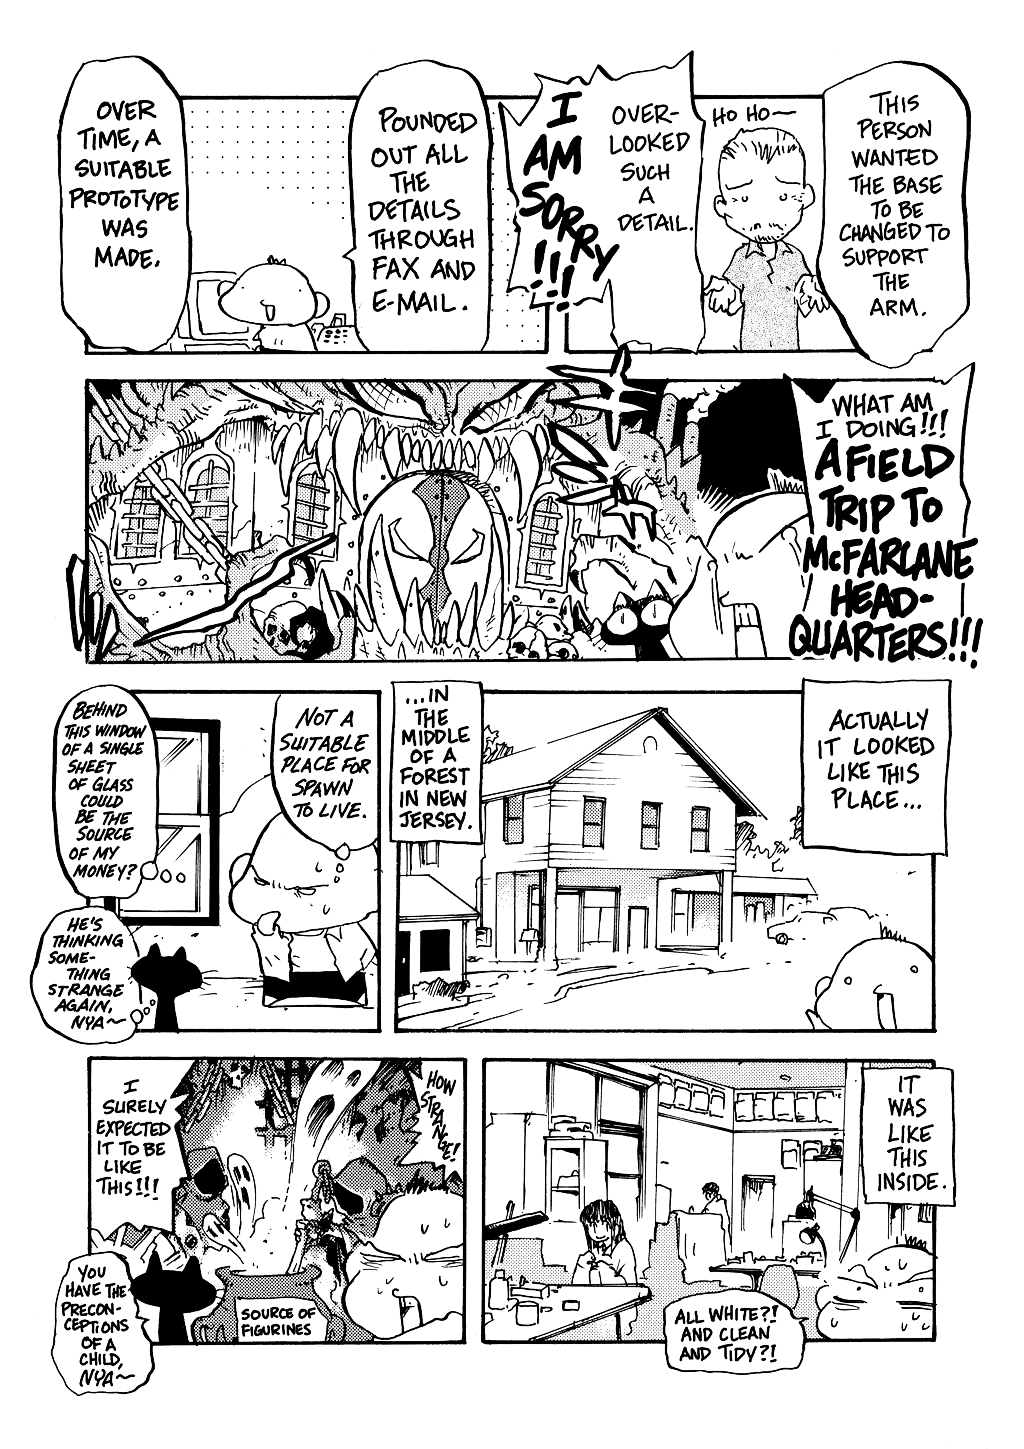 THIS
PERSON
WANTED
THE BASE
TO BE
CHANGED TO
SUPPORT
THE
ARM.
HO HO~
OVER-
LOOKED
SUCH
A
DETAIL.
I
AM
SORRY
!!!
POUNDED
OUT ALL
THE
DETAILS
THROUGH
FAX AND
E-MAIL.
OVER
TIME, A
SUITABLE
PROTOTYPE
WAS
MADE.
WHAT AM
I DOING!!!
A FIELD
TRIP TO
McFARLANE
HEAD-
QUARTERS!!!
ACTUALLY
IT LOOKED
LIKE THIS
PLACE...
...IN
THE
MIDDLE
OF A
FOREST
IN NEW
JERSEY.
NOT A
SUITABLE
PLACE FOR
SPAWN
TO LIVE.
BEHIND
THIS WINDOW
OF A SINGLE
SHEET
OF GLASS
COULD
BE THE
SOURCE
OF MY
MONEY?
HE'S
THINKING
SOME-
THING
STRANGE
AGAIN,
NYA~
IT
WAS
LIKE
THIS
INSIDE.
ALL WHITE?!
AND CLEAN
AND TIDY?!
HOW
STRANGE!
I
SURELY
EXPECTED
IT TO BE
LIKE
THIS!!!
SOURCE OF
FIGURINES
YOU
HAVE THE
PRECON-
CEPTIONS
OF A
CHILD,
NYA~